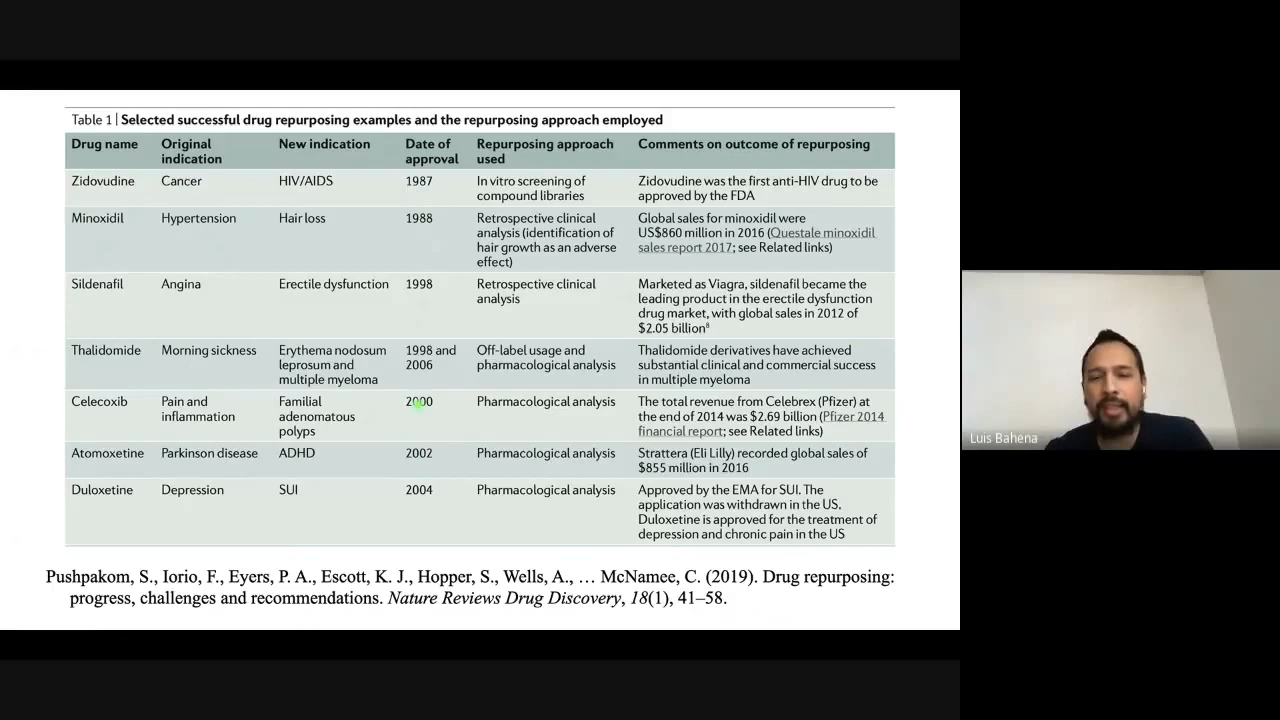 Table 1 | Selected successful drug repurposing examples and the repurposing approach employed
Drug name Original indication New indication Date of approval Repurposing approach used Comments on outcome of repurposing
Zidovudine Cancer HIV/AIDS 1987 In vitro screening of compound libraries Zidovudine was the first anti-HIV drug to be approved by the FDA
Minoxidil Hypertension Hair loss 1988 Retrospective clinical analysis (identification of hair growth as an adverse effect) Global sales for minoxidil were US$860 million in 2016 (Questale minoxidil sales report 2017; see Related links)
Sildenafil Angina Erectile dysfunction 1998 Retrospective clinical analysis Marketed as Viagra, sildenafil became the leading product in the erectile dysfunction drug market, with global sales in 2012 of $2.05 billion⁸
Thalidomide Morning sickness Erythema nodosum leprosum and multiple myeloma 1998 and 2006 Off-label usage and pharmacological analysis Thalidomide derivatives have achieved substantial clinical and commercial success in multiple myeloma
Celecoxib Pain and inflammation Familial adenomatous polyps 2000 Pharmacological analysis The total revenue from Celebrex (Pfizer) at the end of 2014 was $2.69 billion (Pfizer 2014 financial report; see Related links)
Atomoxetine Parkinson disease ADHD 2002 Pharmacological analysis Strattera (Eli Lilly) recorded global sales of $855 million in 2016
Duloxetine Depression SUI 2004 Pharmacological analysis Approved by the EMA for SUI. The application was withdrawn in the US. Duloxetine is approved for the treatment of depression and chronic pain in the US
Pushpakom, S., Iorio, F., Eyers, P. A., Escott, K. J., Hopper, S., Wells, A., … McNamee, C. (2019). Drug repurposing:
progress, challenges and recommendations. Nature Reviews Drug Discovery, 18(1), 41–58.
Luis Bahena